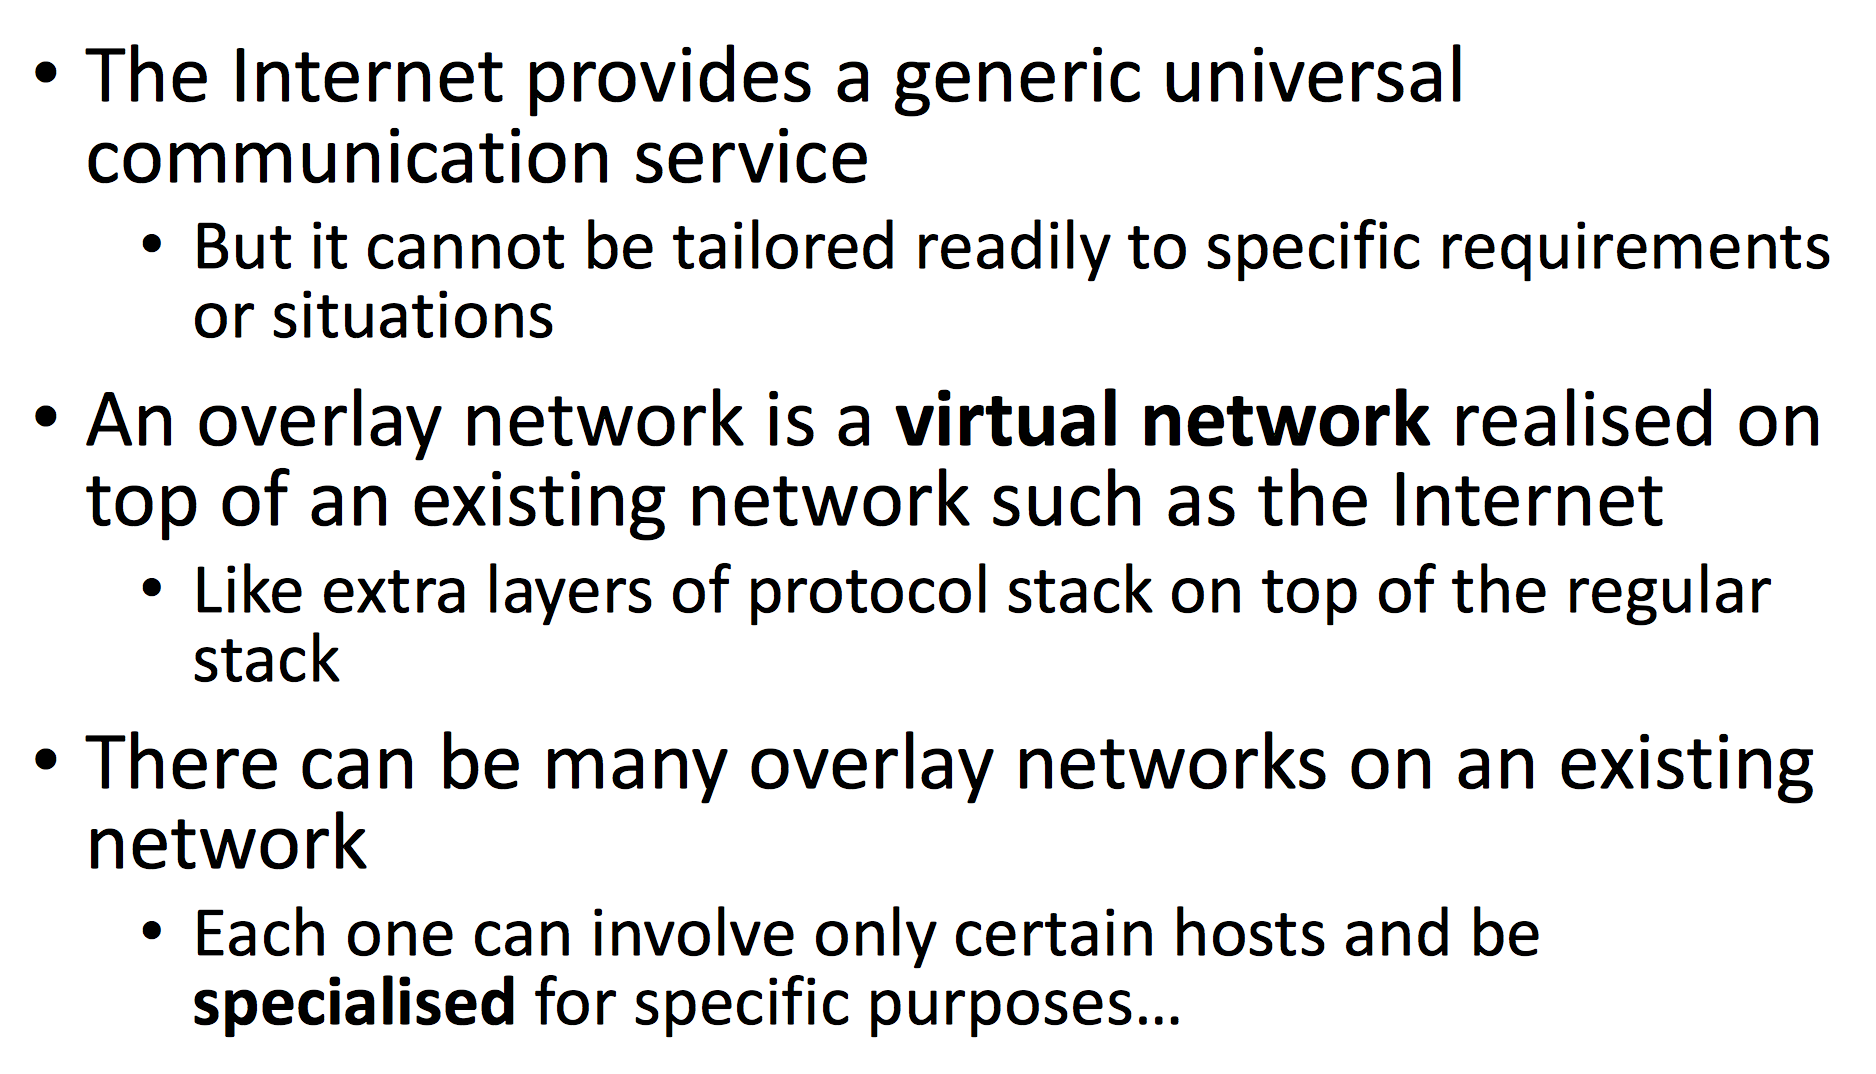 • The Internet provides a generic universal
communication service
• But it cannot be tailored readily to specific requirements
or situations
• An overlay network is a virtual network realised on
top of an existing network such as the Internet
• Like extra layers of protocol stack on top of the regular
stack
• There can be many overlay networks on an existing
network
• Each one can involve only certain hosts and be
specialised for specific purposes...